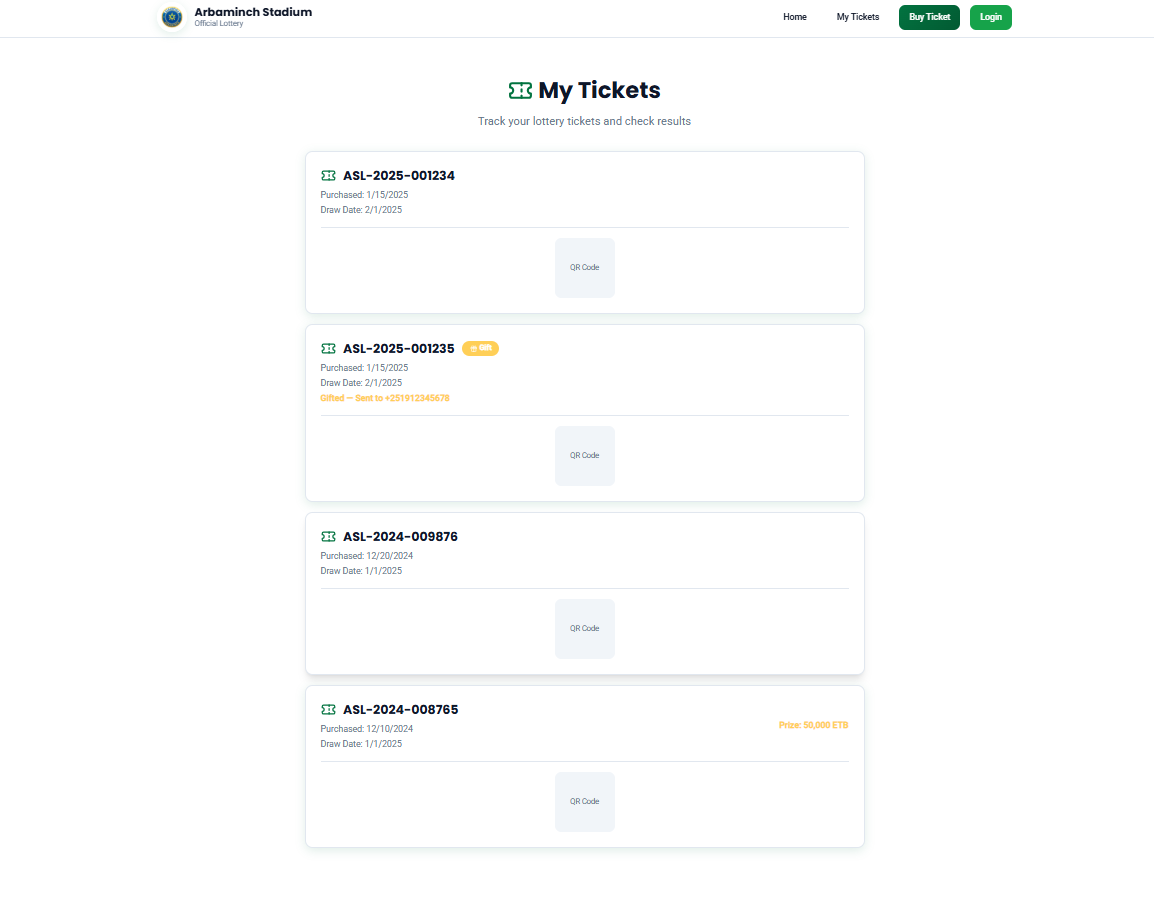 Arbaminch Stadium
Official Lottery
Home
My Tickets
Buy Ticket
Login
My Tickets
Track your lottery tickets and check results
ASL-2025-001234
Purchased: 1/15/2025
Draw Date: 2/1/2025
QR Code
ASL-2025-001235
Gift
Purchased: 1/15/2025
Draw Date: 2/1/2025
Gifted — Sent to +251912345678
QR Code
ASL-2024-009876
Purchased: 12/20/2024
Draw Date: 1/1/2025
QR Code
ASL-2024-008765
Purchased: 12/10/2024
Prize: 50,000 ETB
Draw Date: 1/1/2025
QR Code